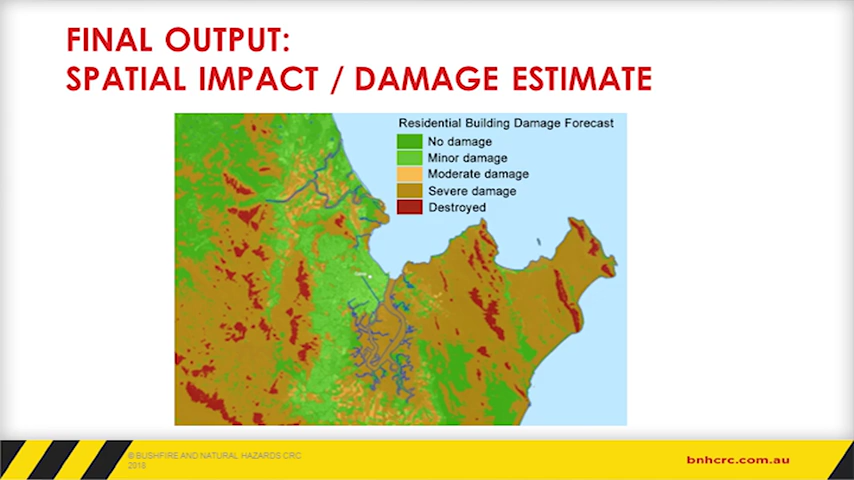 FINAL OUTPUT:
SPATIAL IMPACT / DAMAGE ESTIMATE
Residential Building Damage Forecast
No damage
Minor damage
Moderate damage
Severe damage
Destroyed
© BUSHFIRE AND NATURAL HAZARDS CRC
2018
bnhcrc.com.au